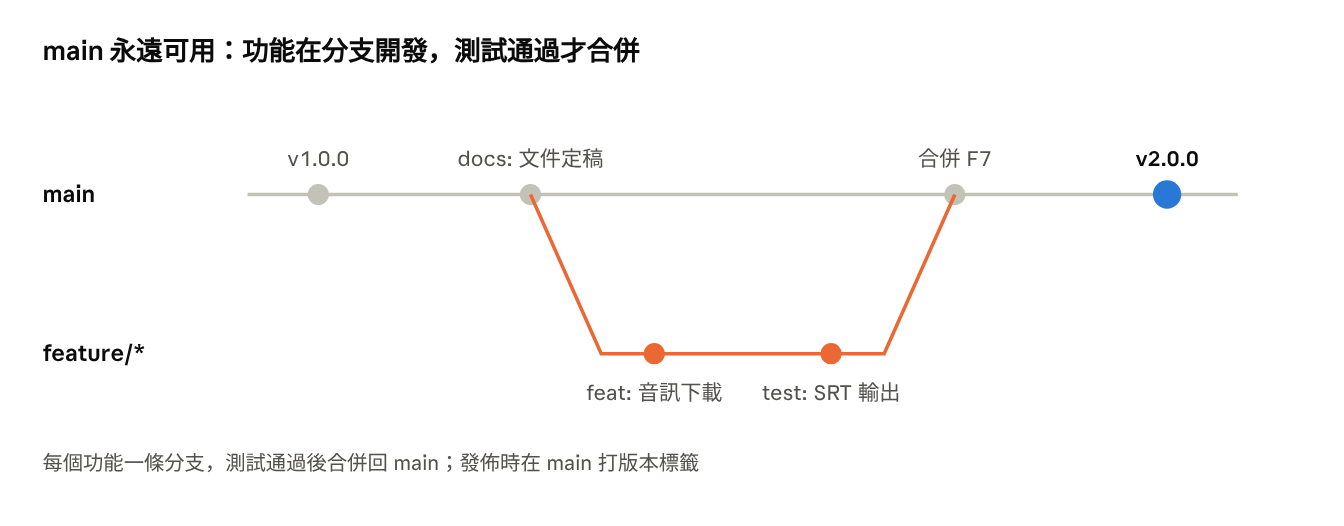 main 永遠可用：功能在分支開發，測試通過才合併
v1.0.0
docs: 文件定稿
合併 F7
v2.0.0
main
feature/*
feat: 音訊下載
test: SRT 輸出
每個功能一條分支，測試通過後合併回 main；發佈時在 main 打版本標籤